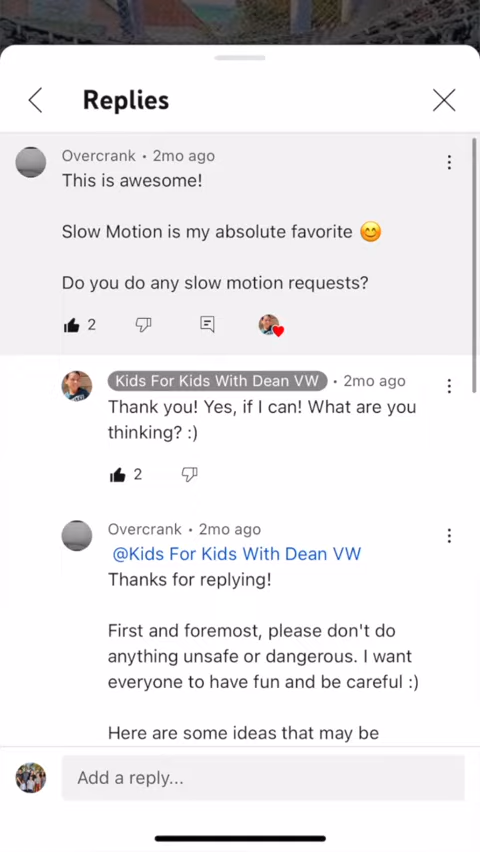 Replies
Overcrank • 2mo ago
This is awesome!
Slow Motion is my absolute favorite 😊
Do you do any slow motion requests?
2
Kids For Kids With Dean VW • 2mo ago
Thank you! Yes, if I can! What are you
thinking? :)
2
Overcrank • 2mo ago
@Kids For Kids With Dean VW
Thanks for replying!
First and foremost, please don't do
anything unsafe or dangerous. I want
everyone to have fun and be careful :)
Here are some ideas that may be
Add a reply...